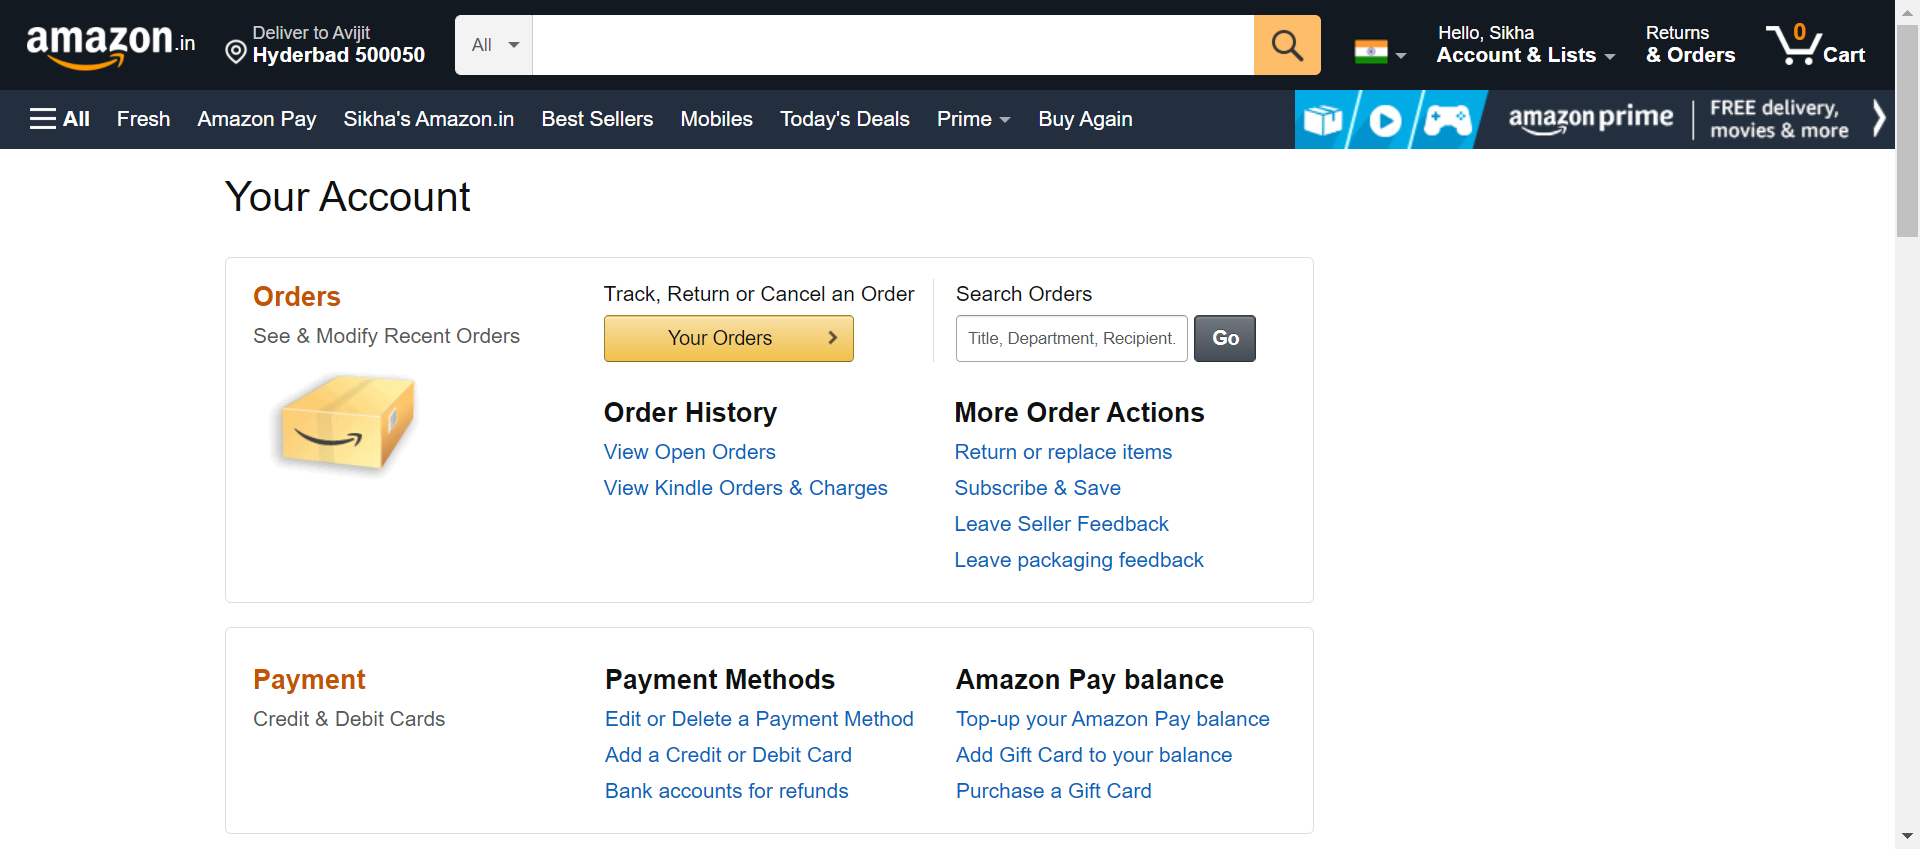 amazon.in
Deliver to Avijit
Hyderbad 500050
All
Hello, Sikha
Account & Lists
Returns
& Orders
0
Cart
All
Fresh
Amazon Pay
Sikha's Amazon.in
Best Sellers
Mobiles
Today's Deals
Prime
Buy Again
amazon prime
FREE delivery,
movies & more
Your Account
Orders
See & Modify Recent Orders
Track, Return or Cancel an Order
Your Orders
Search Orders
Title, Department, Recipient.
Go
Order History
View Open Orders
View Kindle Orders & Charges
More Order Actions
Return or replace items
Subscribe & Save
Leave Seller Feedback
Leave packaging feedback
Payment
Credit & Debit Cards
Payment Methods
Edit or Delete a Payment Method
Add a Credit or Debit Card
Bank accounts for refunds
Amazon Pay balance
Top-up your Amazon Pay balance
Add Gift Card to your balance
Purchase a Gift Card